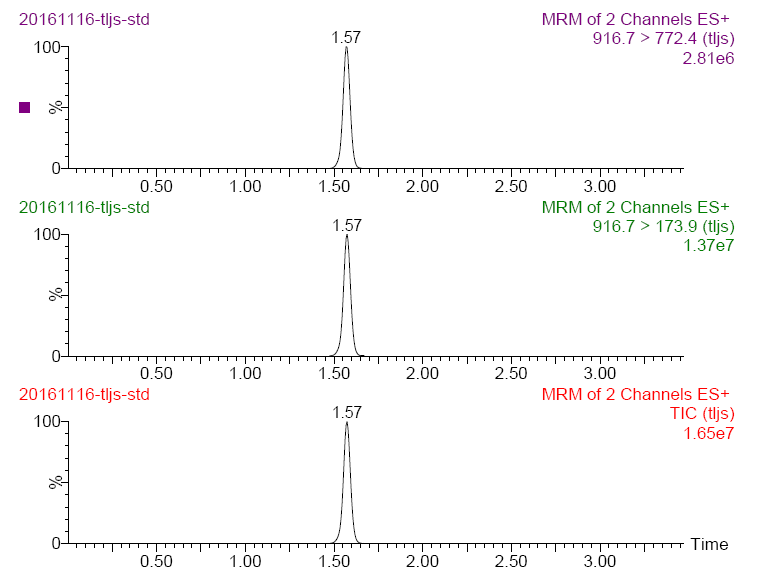 20161116-tljs-std
MRM of 2 Channels ES+
916.7 > 772.4 (tljs)
2.81e6
1.57
100
%
0
0.50 1.00 1.50 2.00 2.50 3.00
20161116-tljs-std
MRM of 2 Channels ES+
916.7 > 173.9 (tljs)
1.37e7
1.57
100
%
0
0.50 1.00 1.50 2.00 2.50 3.00
20161116-tljs-std
MRM of 2 Channels ES+
TIC (tljs)
1.65e7
1.57
100
%
0
Time
0.50 1.00 1.50 2.00 2.50 3.00